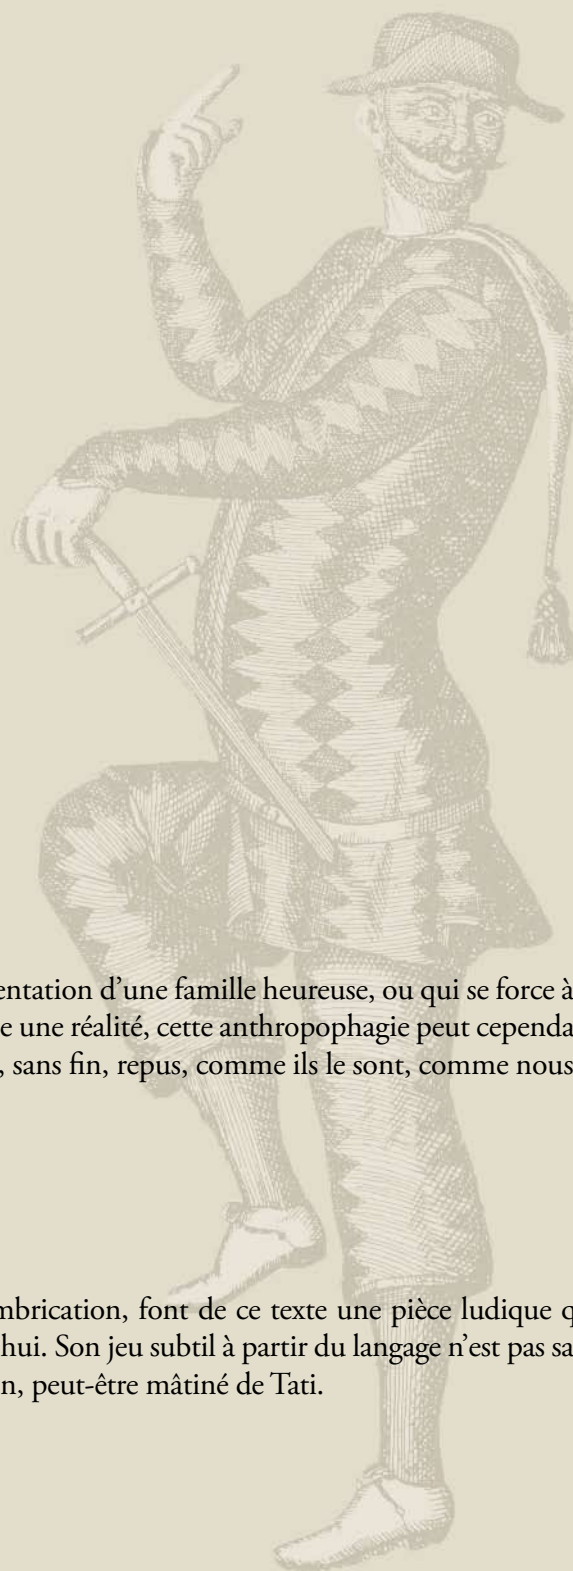 entation d’une famille heureuse, ou qui se force à
e une réalité, cette anthropophagie peut cependa
, sans fin, repus, comme ils le sont, comme nous
mbrication, font de ce texte une pièce ludique q
hui. Son jeu subtil à partir du langage n’est pas sa
n, peut-être mâtiné de Tati.